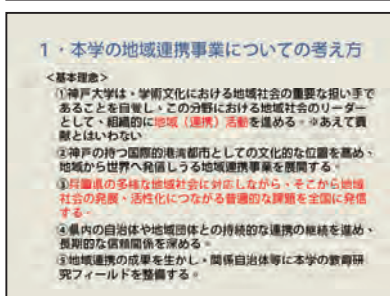 1・本学の地域連携事業についての考え方
<基本理念>
①神戸大学は、学術文化における地域社会の重要な担い手で
あることを自覚し、この分野における地域社会のリーダー
として、組織的に地域（連携）活動を進める。※あえて貢
献とはいわない
②神戸の持つ国際的港湾都市としての文化的な位置を高め、
地域から世界へ発信しうる地域連携事業を展開する。
③兵庫県の多様な地域社会に対応しながら、そこから地域
社会の発展、活性化につながる普遍的な課題を全国に発信
する。
④県内の自治体や地域団体との持続的な連携の継続を進め、
長期的な信頼関係を深める。
⑤地域連携の成果を生かし、関係自治体等に本学の教育研
究フィールドを整備する。